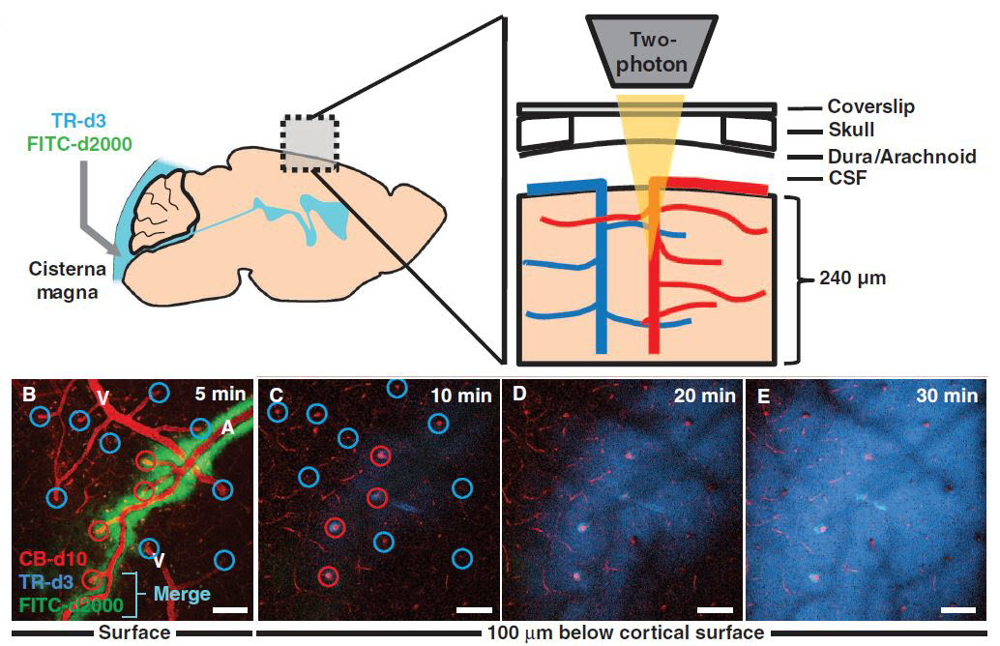 Two-
photon
TR-d3
FITC-d2000
Cisterna
magna
Coverslip
Skull
Dura/Arachnoid
CSF
240 µm
B
V
5 min
A
V
CB-d10
TR-d3
FITC-d2000
Merge
C
10 min
D
20 min
E
30 min
Surface
100 µm below cortical surface